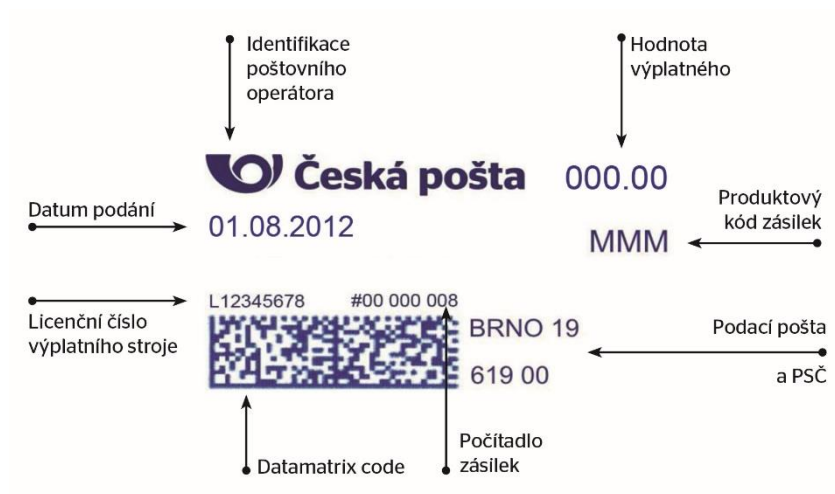 Identifikace
poštovního
operátora
Hodnota
výplatného
Česká pošta
000.00
Datum podání
01.08.2012
Produktový
kód zásilek
MMM
L12345678
#00 000 008
Licenční číslo
výplatního stroje
BRNO 19
619 00
Podací pošta
a PSČ
Datamatrix code
Počítadlo
zásilek